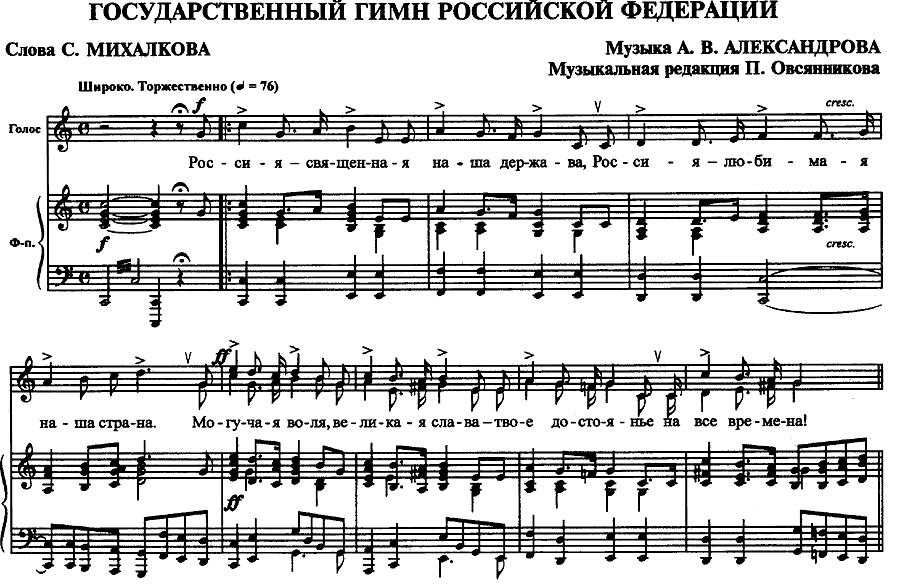 ГОСУДАРСТВЕННЫЙ ГИМН РОССИЙСКОЙ ФЕДЕРАЦИИ
Слова С. МИХАЛКОВА
Музыка А. В. АЛЕКСАНДРОВА
Музыкальная редакция П. Овсянникова
Широко. Торжественно (♩ = 76)
f
cresc.
Голос
Рос-си-я – свя-щен-на-я на-ша дер-жа-ва, Рос-си-я – лю-би-ма-я
Ф-п.
f
cresc.
ff
на-ша стра-на. Мо-гу-ча-я во-ля, ве-ли-ка-я сла-ва – тво-е до-сто-я-нье на все вре-ме-на!
ff